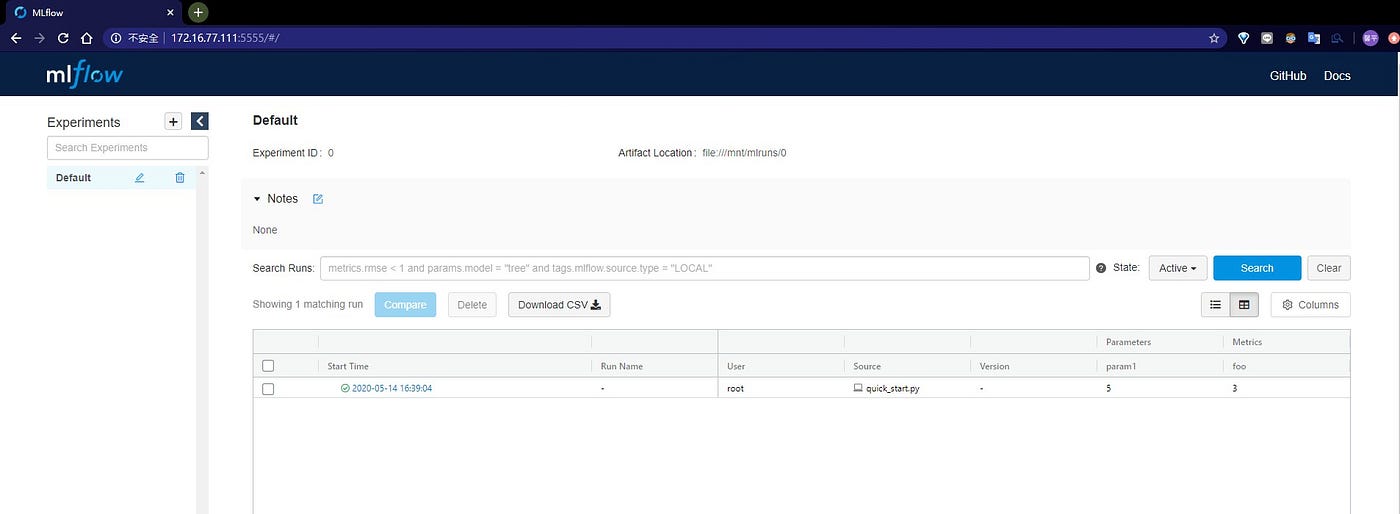 MLflow
不安全 172.16.77.111:5555/#/
mlflow GitHub Docs
Experiments
Search Experiments
Default
Default
Experiment ID: 0 Artifact Location: file:///mnt/mlruns/0
Notes
None
Search Runs: metrics.rmse < 1 and params.model = "tree" and tags.mlflow.source.type = "LOCAL" State: Active Search Clear
Showing 1 matching run Compare Delete Download CSV Columns
Parameters Metrics
Start Time Run Name User Source Version param1 foo
2020-05-14 16:39:04 - root quick_start.py - 5 3